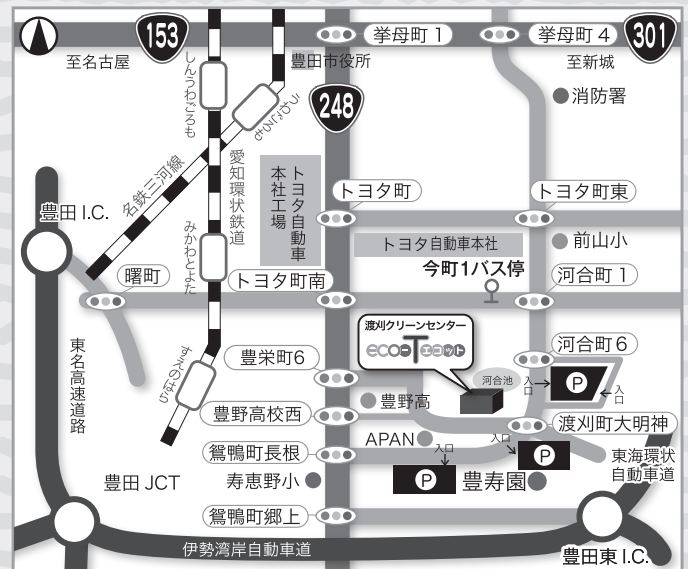 153
挙母町 1
挙母町 4
301
至名古屋
豊田市役所
至新城
しんうわごろも
うわごろも
248
消防署
名鉄三河線
愛知環状鉄道
トヨタ自動車
本社工場
トヨタ町
トヨタ町東
豊田 I.C.
みかわとよた
トヨタ自動車本社
前山小
今町1バス停
曙町
トヨタ町南
河合町 1
渡刈クリーンセンター
eco-T エコット
東名高速道路
すえのはら
豊栄町6
河合町 6
河合池
入口
P
入口
豊野高
豊野高校西
渡刈町大明神
APAN
入口
入口
P
鴛鴨町長根
東海環状
自動車道
豊田 JCT
寿恵野小
P
豊寿園
鴛鴨町郷上
伊勢湾岸自動車道
豊田東 I.C.